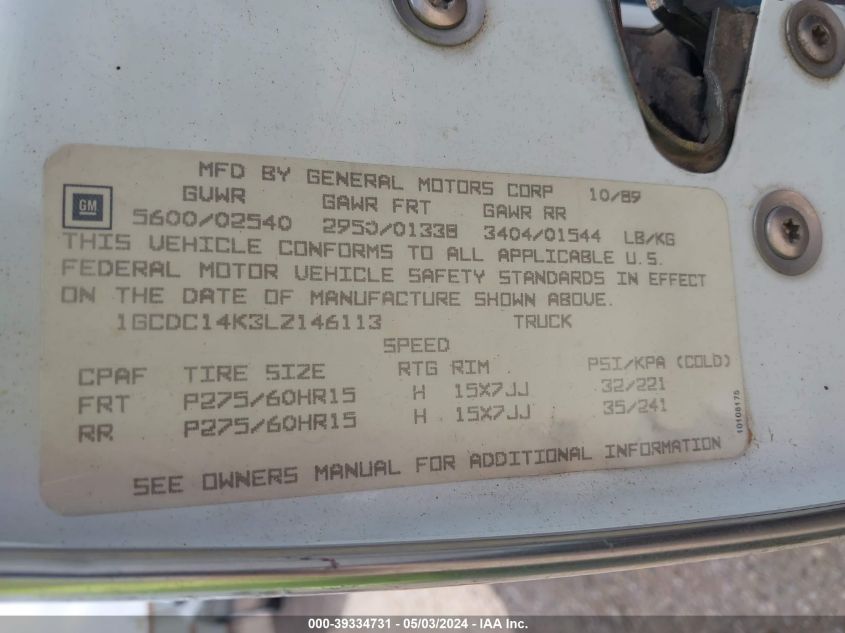 MFD BY GENERAL MOTORS CORP 10/89
GM
GVWR GAWR FRT GAWR RR
5600/02540 2950/01338 3404/01544 LB/KG
THIS VEHICLE CONFORMS TO ALL APPLICABLE U.S.
FEDERAL MOTOR VEHICLE SAFETY STANDARDS IN EFFECT
ON THE DATE OF MANUFACTURE SHOWN ABOVE.
1GCDC14K3LZ146113 TRUCK
SPEED
CPAF TIRE SIZE RTG RIM PSI/KPA (COLD)
FRT P275/60HR15 H 15X7JJ 32/221
RR P275/60HR15 H 15X7JJ 35/241
SEE OWNERS MANUAL FOR ADDITIONAL INFORMATION
10108175
000-39334731 - 05/03/2024 - IAA Inc.